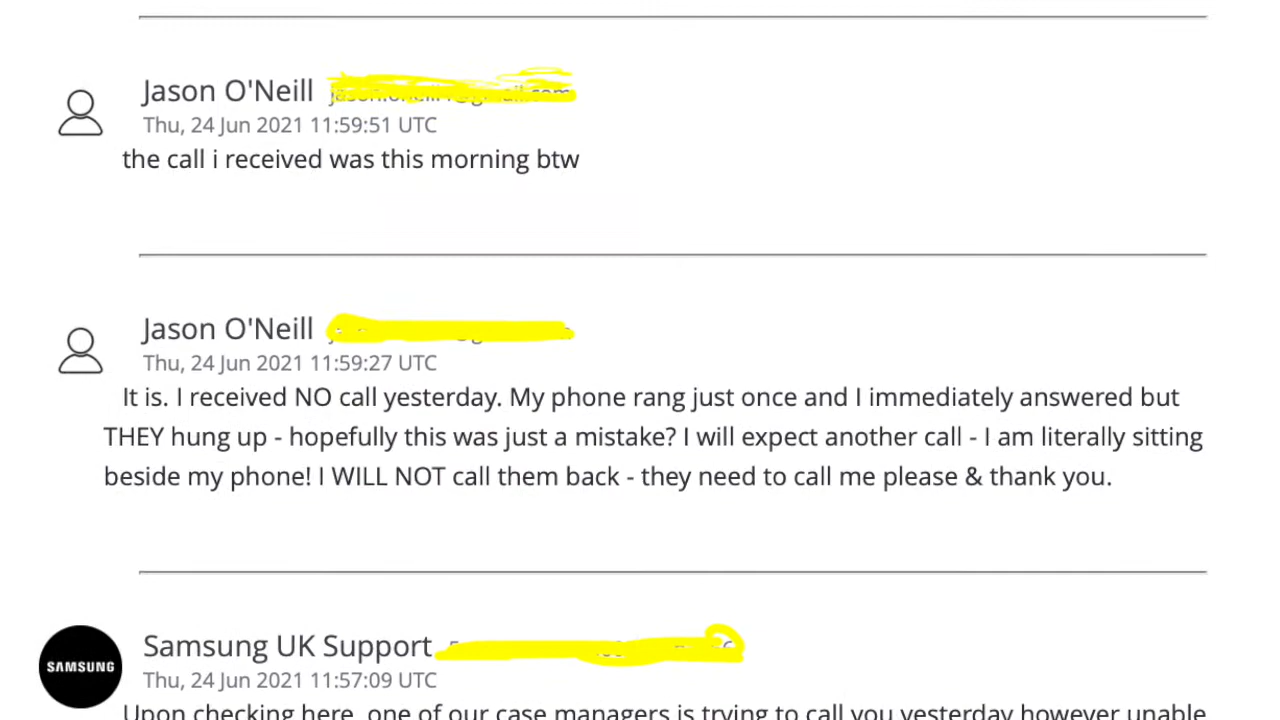 Jason O'Neill
Thu, 24 Jun 2021 11:59:51 UTC
the call i received was this morning btw
Jason O'Neill
Thu, 24 Jun 2021 11:59:27 UTC
It is. I received NO call yesterday. My phone rang just once and I immediately answered but
THEY hung up - hopefully this was just a mistake? I will expect another call - I am literally sitting
beside my phone! I WILL NOT call them back - they need to call me please & thank you.
SAMSUNG
Samsung UK Support
Thu, 24 Jun 2021 11:57:09 UTC
Upon checking here, one of our case managers is trying to call you yesterday however unable